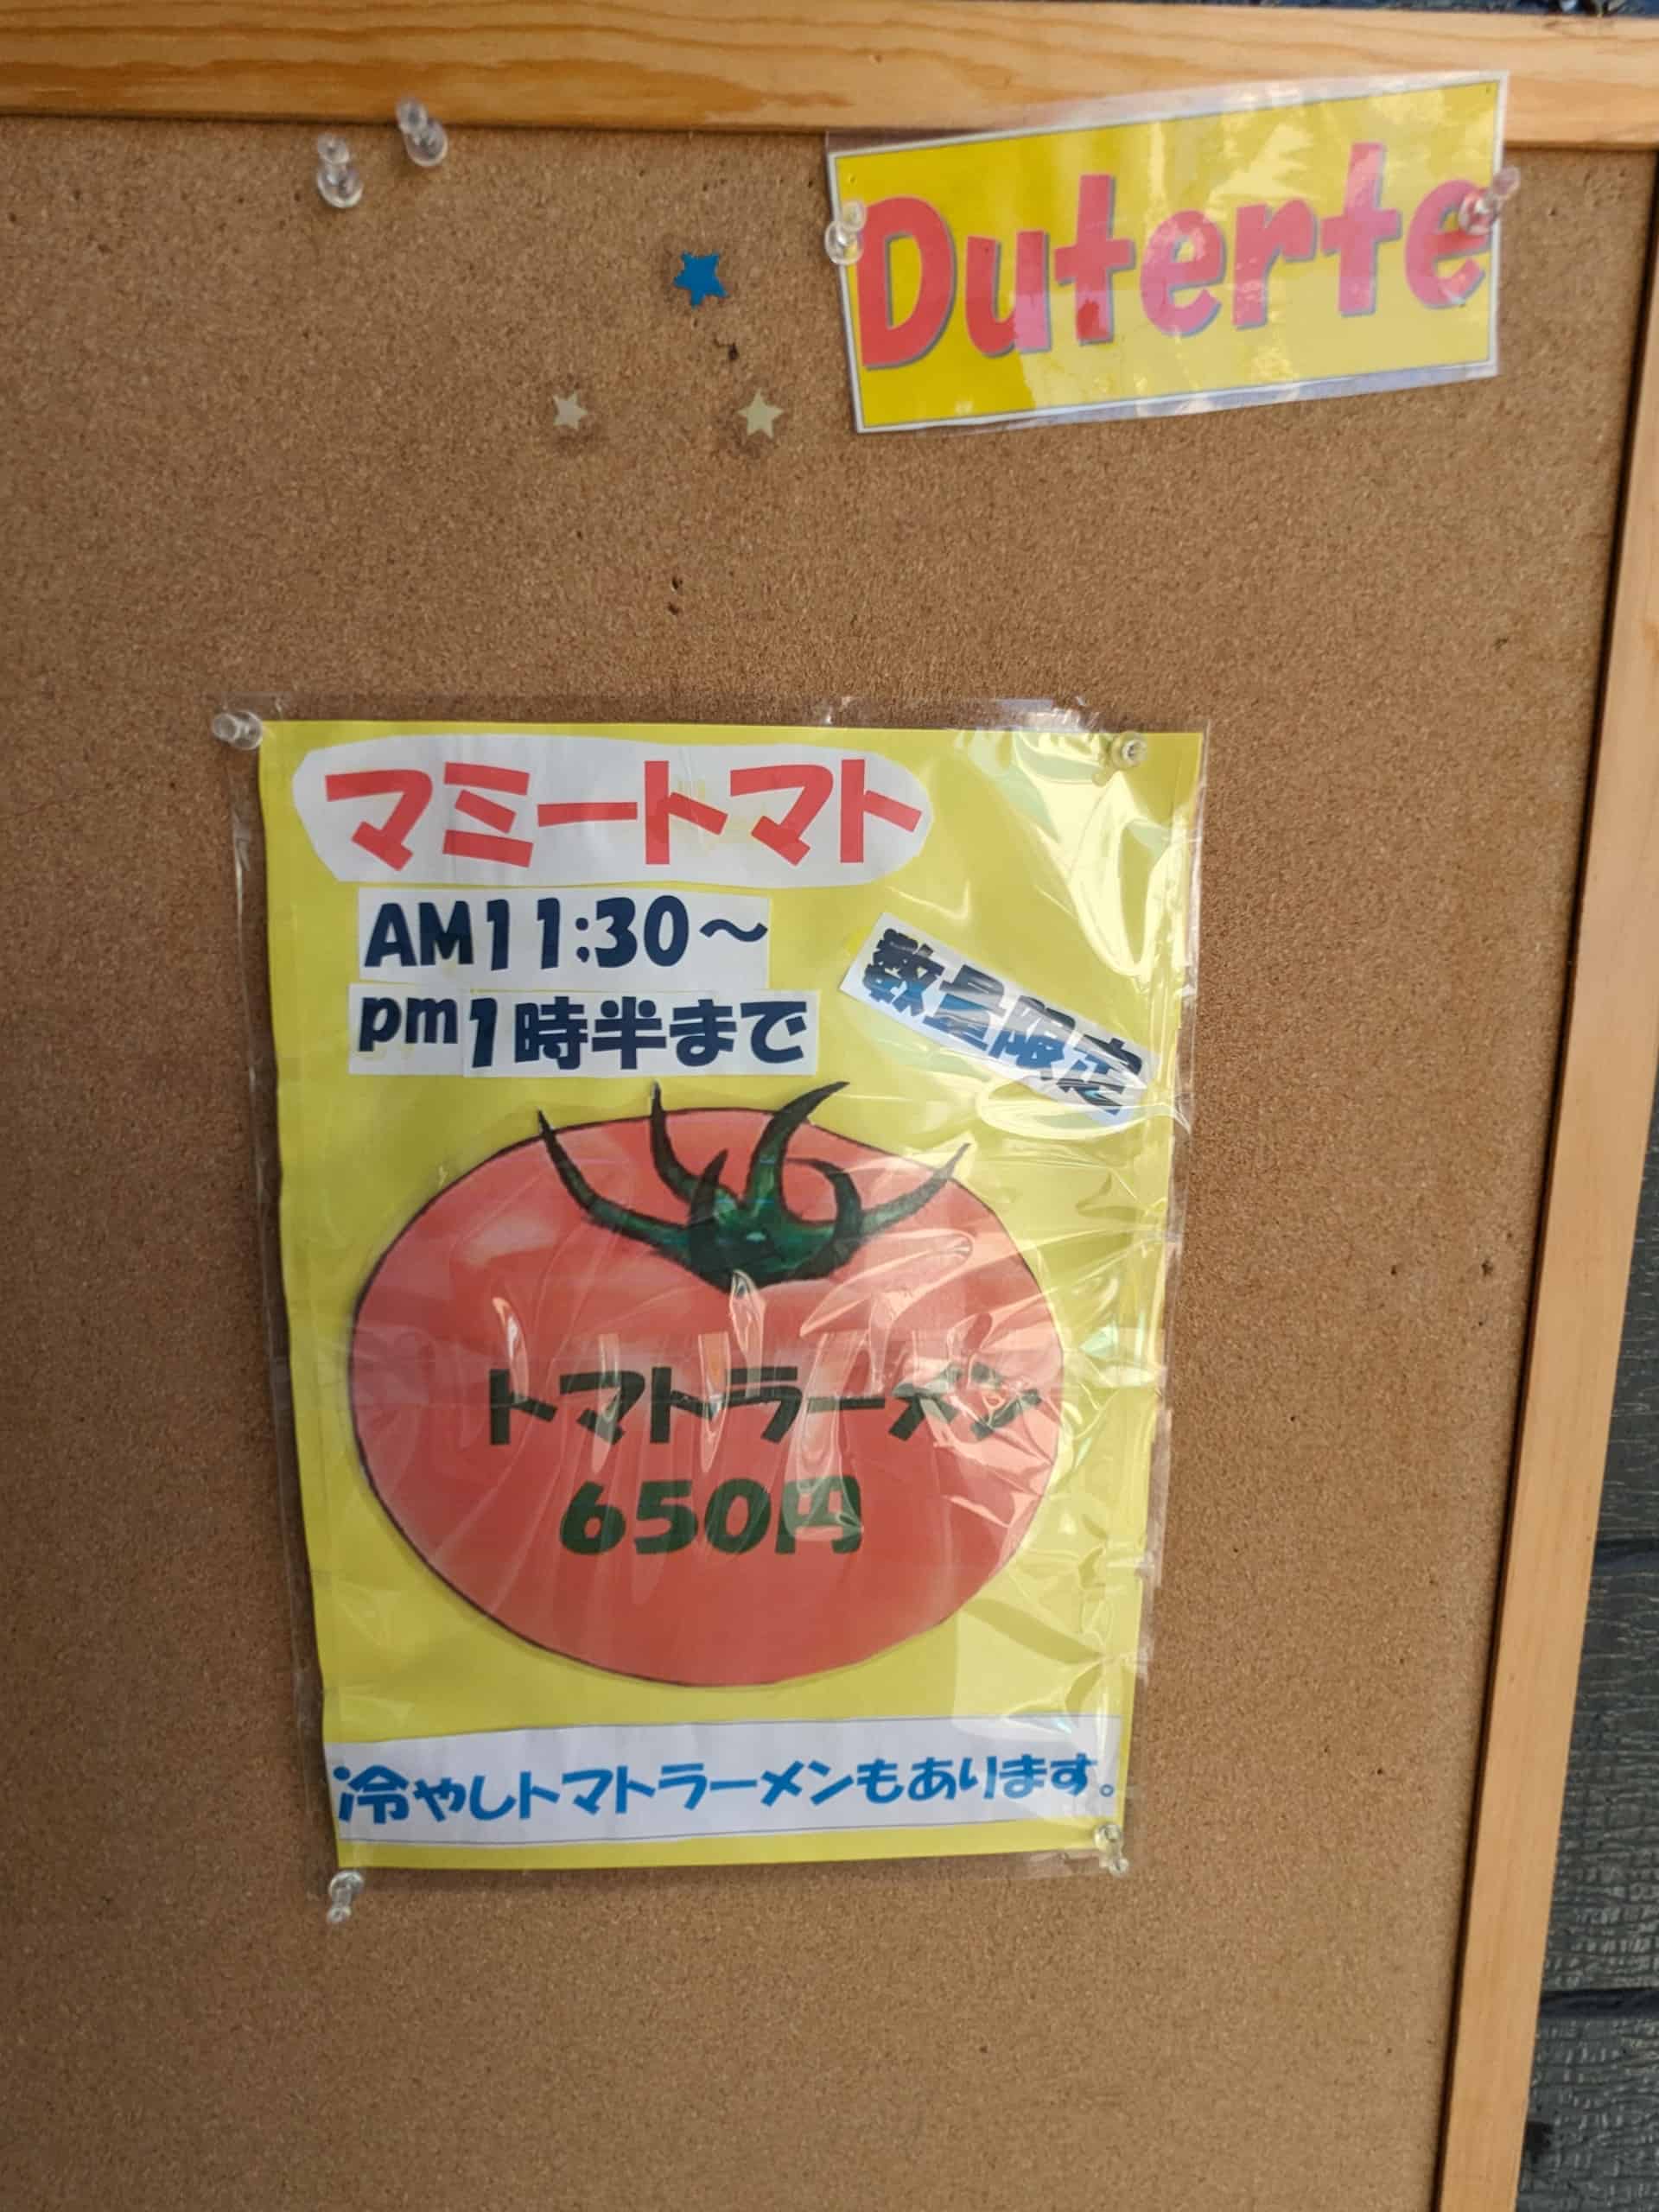 Duterte
マミートマト
AM11:30～
pm1時半まで
数量限定
トマトラーメン
650円
冷やしトマトラーメンもあります。